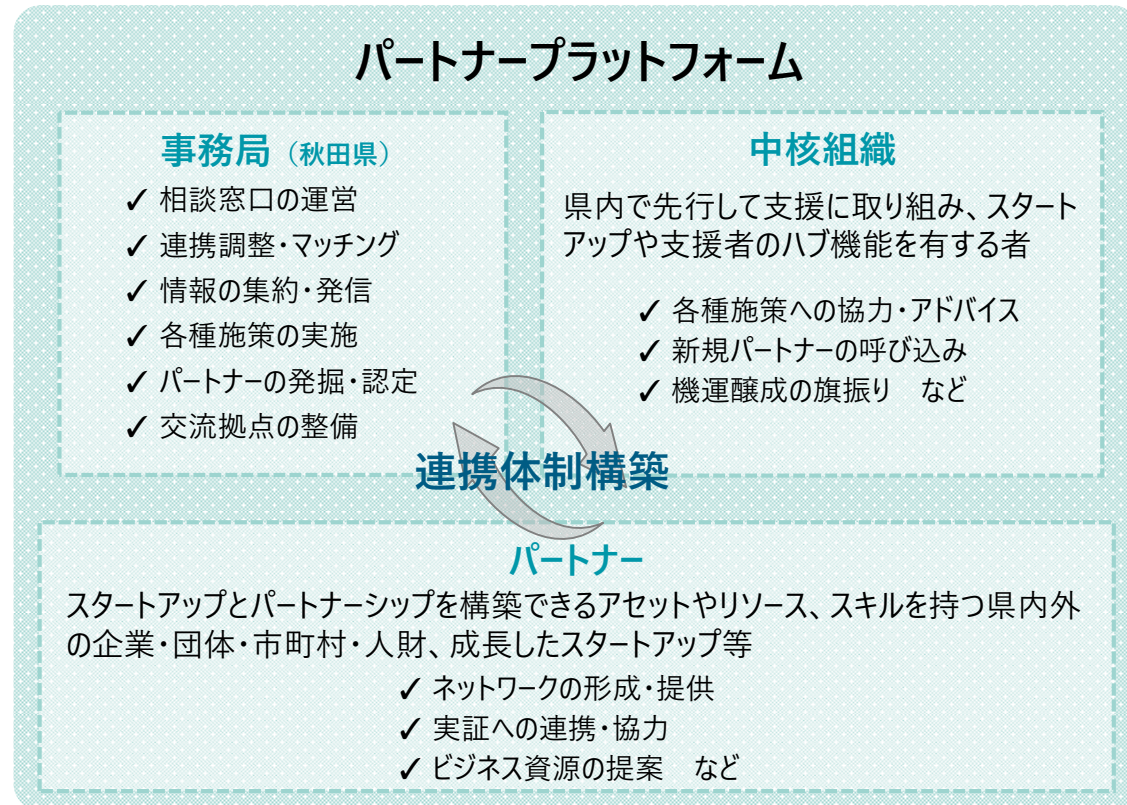 パートナープラットフォーム
事務局（秋田県）
✓ 相談窓口の運営
✓ 連携調整・マッチング
✓ 情報の集約・発信
✓ 各種施策の実施
✓ パートナーの発掘・認定
✓ 交流拠点の整備
中核組織
県内で先行して支援に取り組み、スタート
アップや支援者のハブ機能を有する者
✓ 各種施策への協力・アドバイス
✓ 新規パートナーの呼び込み
✓ 機運醸成の旗振り　など
連携体制構築
パートナー
スタートアップとパートナーシップを構築できるアセットやリソース、スキルを持つ県内外
の企業・団体・市町村・人財、成長したスタートアップ等
✓ ネットワークの形成・提供
✓ 実証への連携・協力
✓ ビジネス資源の提案　など